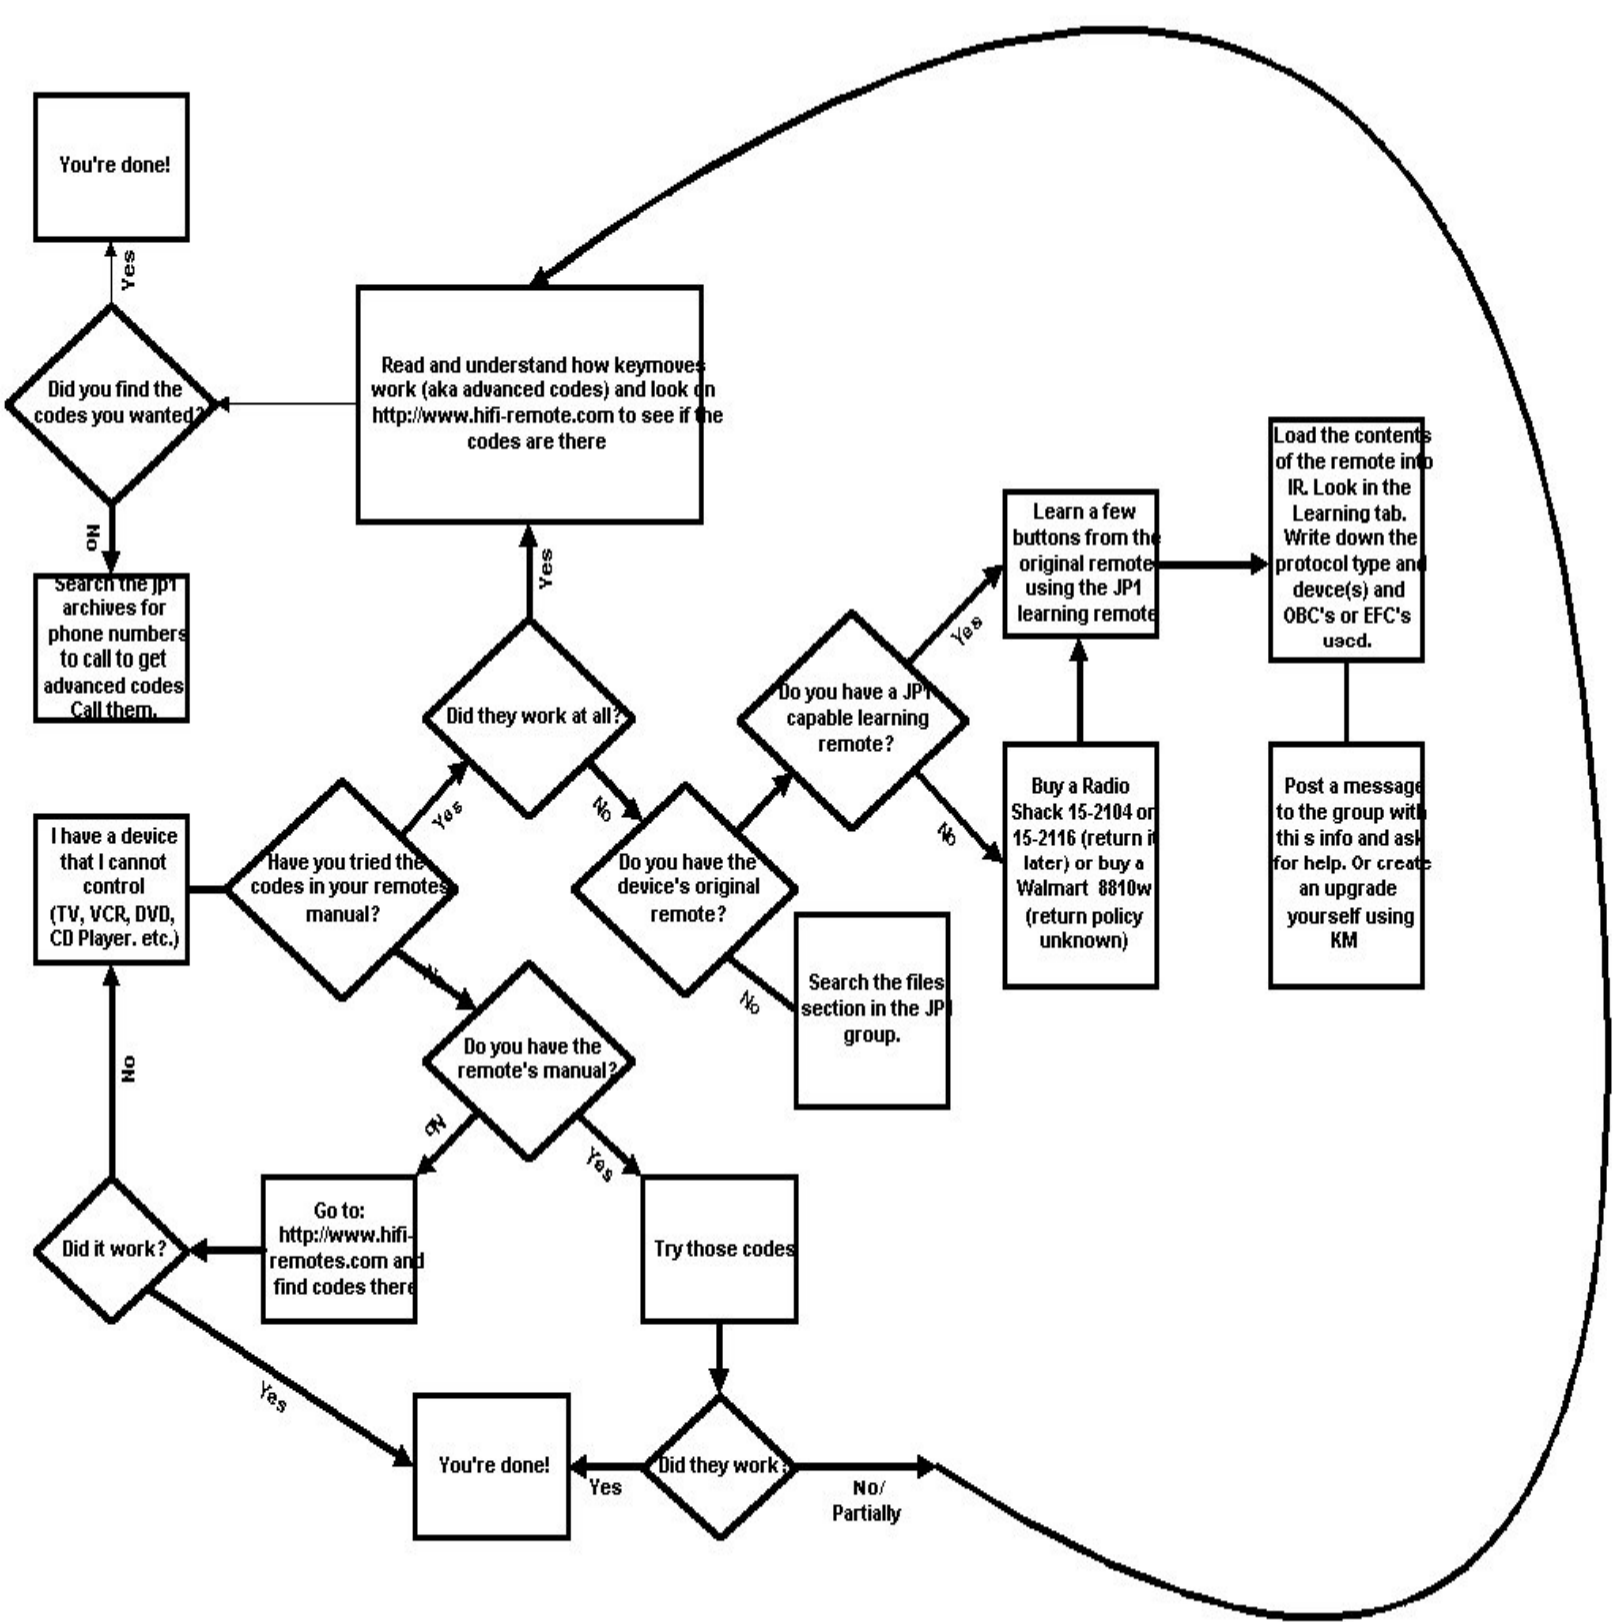 You're done!
Yes
Did you find the
codes you wanted?
No
Search the jp1
archives for
phone numbers
to call to get
advanced codes
Call them.
Read and understand how keymoves
work (aka advanced codes) and look on
http://www.hifi-remote.com to see if the
codes are there
Yes
Did they work at all?
No
Yes
I have a device
that I cannot
control
(TV, VCR, DVD,
CD Player. etc.)
Have you tried the
codes in your remotes
manual?
No
Do you have the
device's original
remote?
No
Search the files
section in the JP1
group.
Do you have a JP1
capable learning
remote?
Yes
No
Learn a few
buttons from the
original remote
using the JP1
learning remote
Buy a Radio
Shack 15-2104 or
15-2116 (return it
later) or buy a
Walmart 8810w
(return policy
unknown)
Load the contents
of the remote into
IR. Look in the
Learning tab.
Write down the
protocol type and
devce(s) and
OBC's or EFC's
used.
Post a message
to the group with
thi s info and ask
for help. Or create
an upgrade
yourself using
KM
Do you have the
remote's manual?
No
Yes
No
Did it work?
Go to:
http://www.hifi-
remotes.com and
find codes there
Try those codes
Yes
You're done!
Yes
Did they work?
No/
Partially